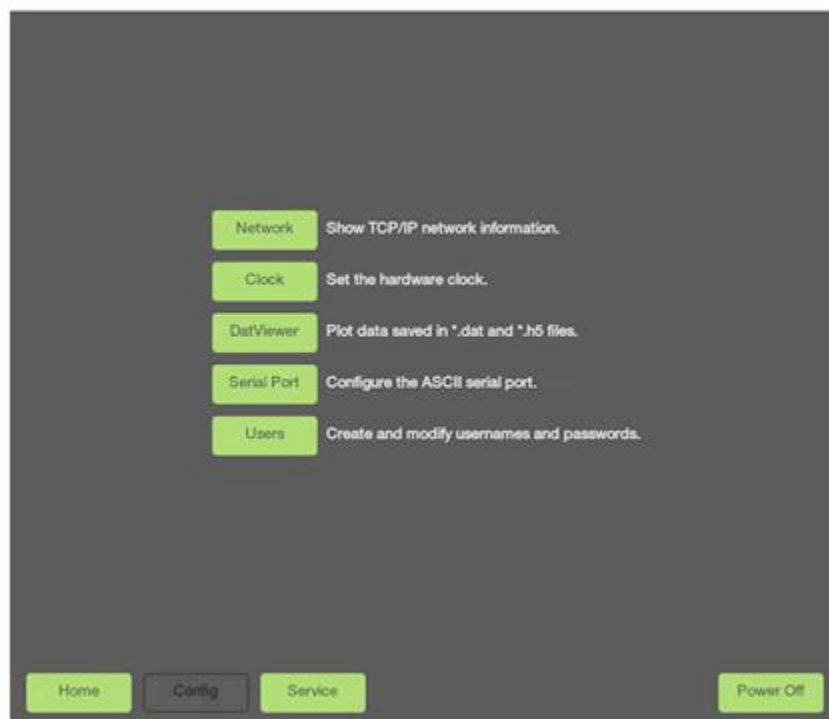 Network Show TCP/IP network information.
Clock Set the hardware clock.
DatViewer Plot data saved in *.dat and *.h5 files.
Serial Port Configure the ASCII serial port.
Users Create and modify usernames and passwords.
Home Config Service Power Off